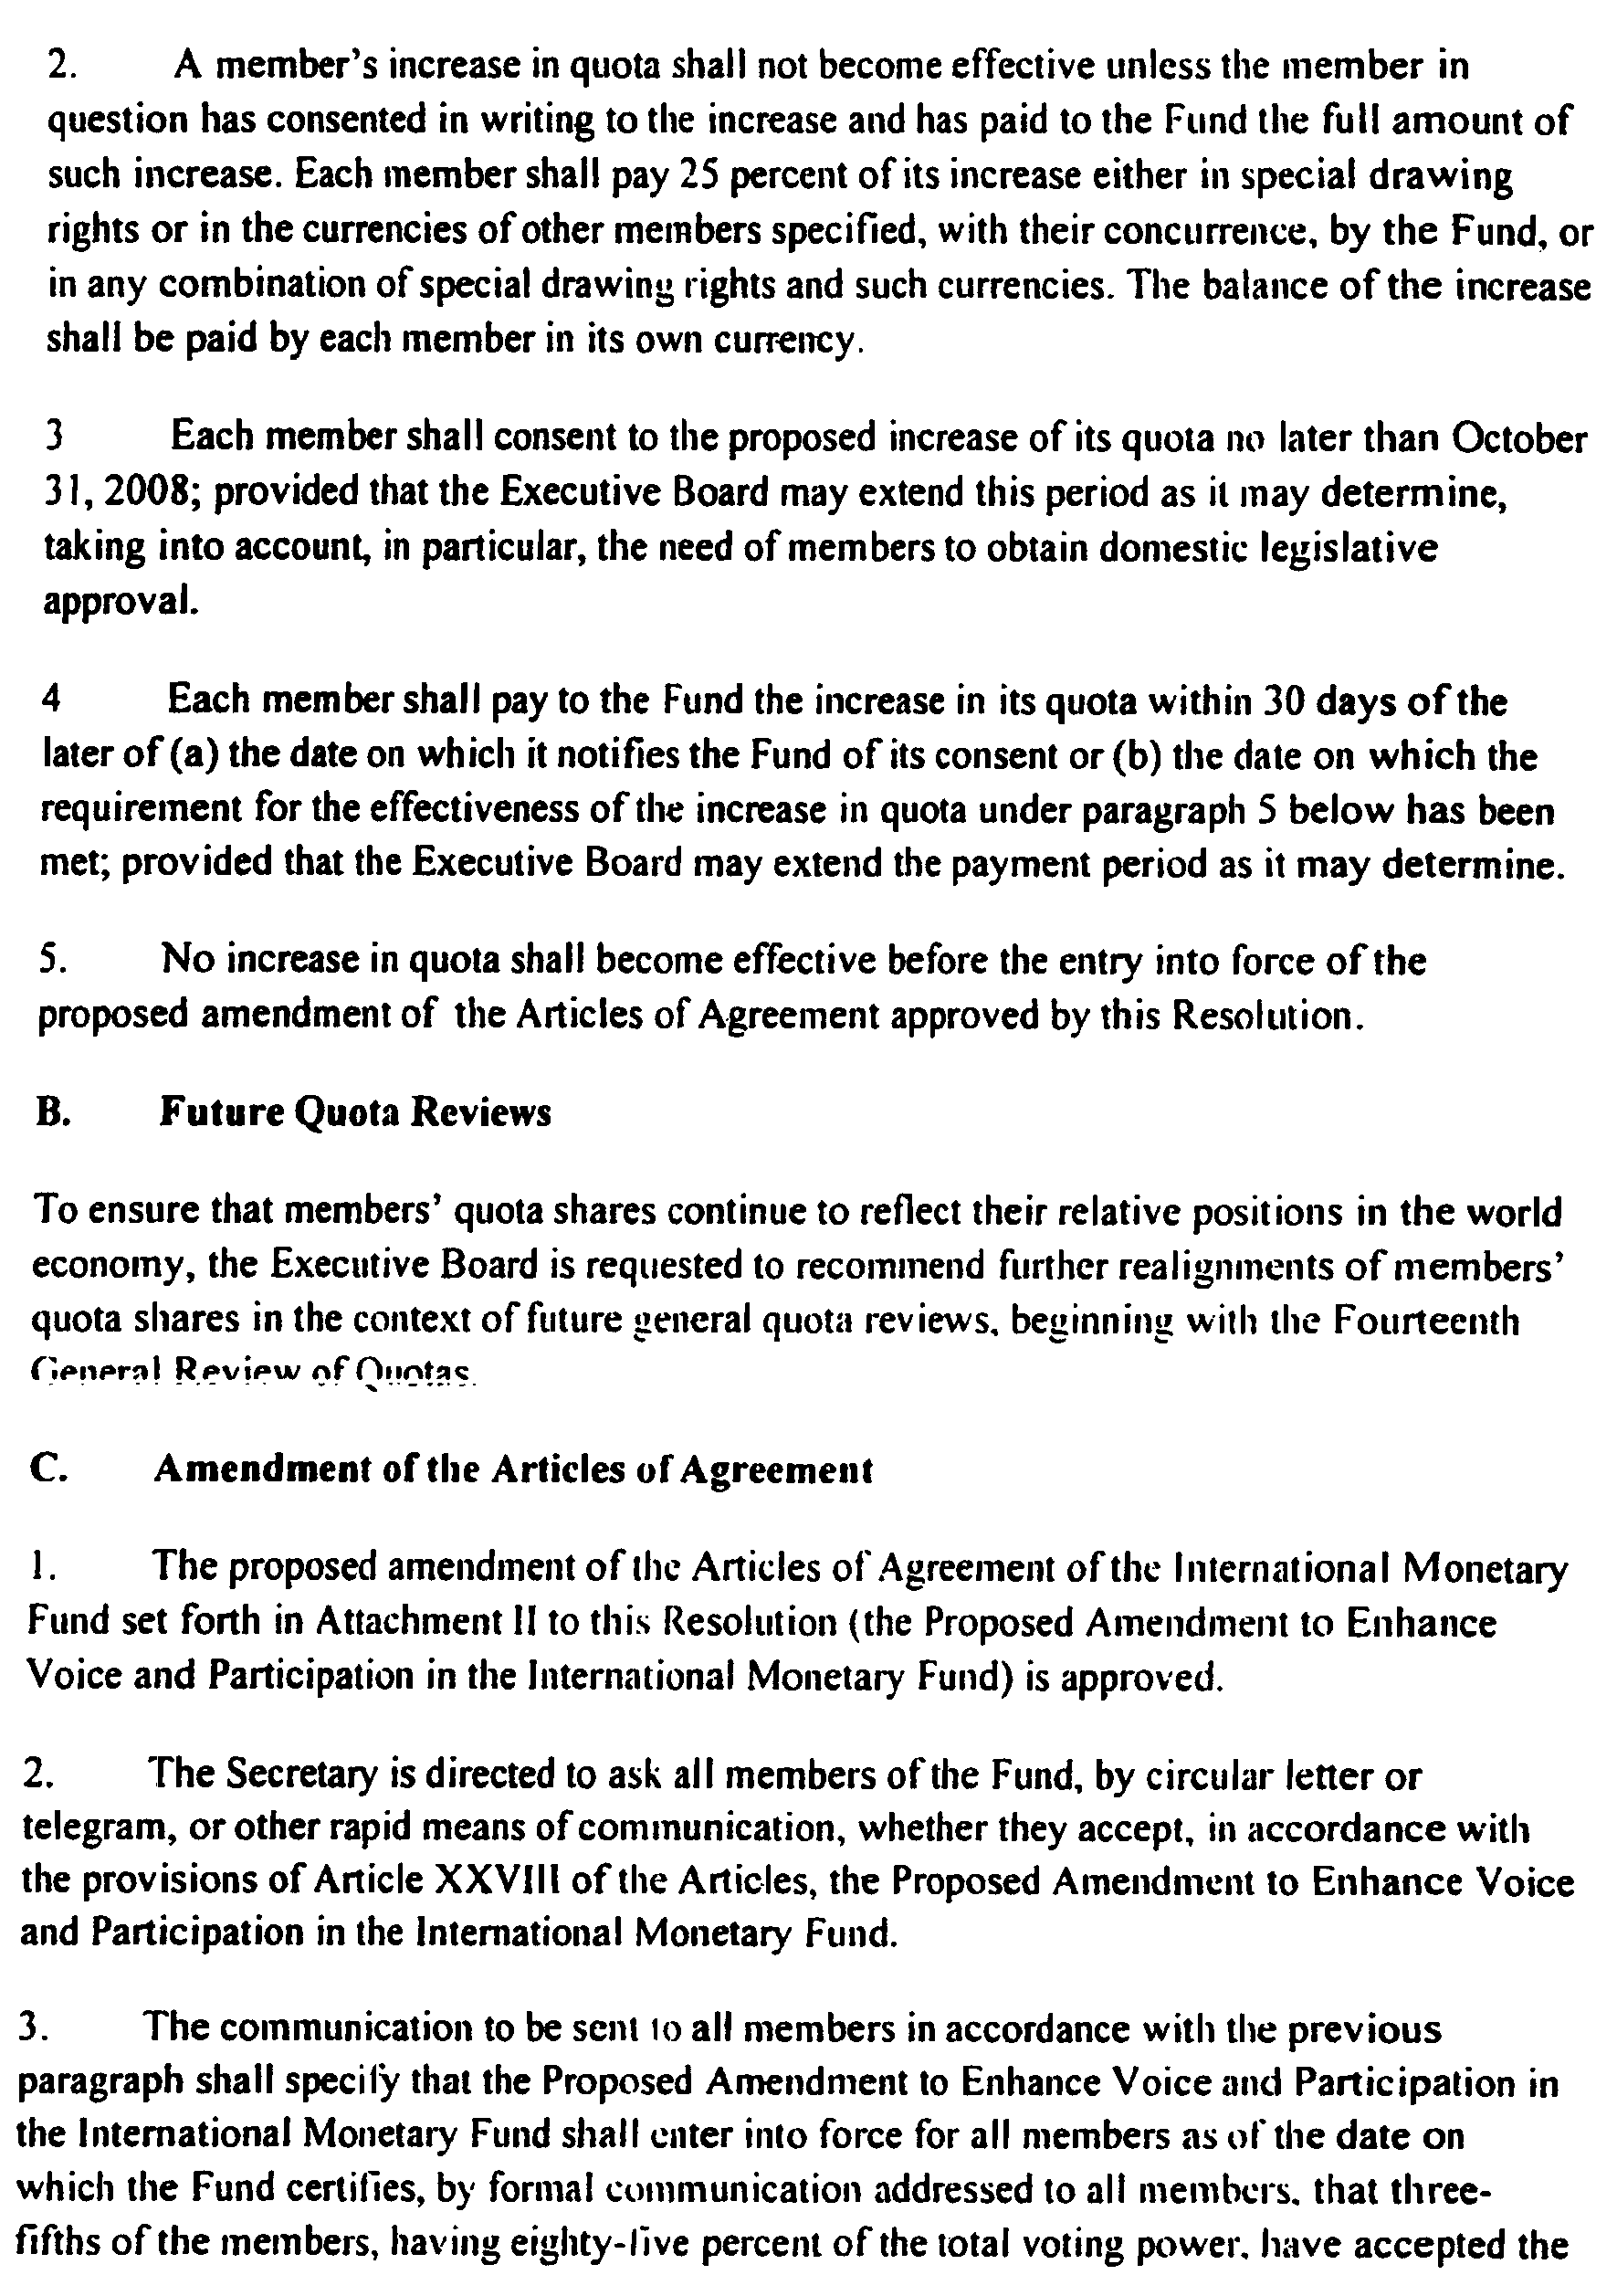 2. A member's increase in quota shall not become effective unless the member in
question has consented in writing to the increase and has paid to the Fund the full amount of
such increase. Each member shall pay 25 percent of its increase either in special drawing
rights or in the currencies of other members specified, with their concurrence, by the Fund, or
in any combination of special drawing rights and such currencies. The balance of the increase
shall be paid by each member in its own currency.
3 Each member shall consent to the proposed increase of its quota no later than October
31, 2008; provided that the Executive Board may extend this period as it may determine,
taking into account, in particular, the need of members to obtain domestic legislative
approval.
4 Each member shall pay to the Fund the increase in its quota within 30 days of the
later of (a) the date on which it notifies the Fund of its consent or (b) the date on which the
requirement for the effectiveness of the increase in quota under paragraph 5 below has been
met; provided that the Executive Board may extend the payment period as it may determine.
5. No increase in quota shall become effective before the entry into force of the
proposed amendment of the Articles of Agreement approved by this Resolution.
B. Future Quota Reviews
To ensure that members' quota shares continue to reflect their relative positions in the world
economy, the Executive Board is requested to recommend further realignments of members'
quota shares in the context of future general quota reviews, beginning with the Fourteenth
General Review of Quotas.
C. Amendment of the Articles of Agreement
1. The proposed amendment of the Articles of Agreement of the International Monetary
Fund set forth in Attachment II to this Resolution (the Proposed Amendment to Enhance
Voice and Participation in the International Monetary Fund) is approved.
2. The Secretary is directed to ask all members of the Fund, by circular letter or
telegram, or other rapid means of communication, whether they accept, in accordance with
the provisions of Article XXVIII of the Articles, the Proposed Amendment to Enhance Voice
and Participation in the International Monetary Fund.
3. The communication to be sent to all members in accordance with the previous
paragraph shall specify that the Proposed Amendment to Enhance Voice and Participation in
the International Monetary Fund shall enter into force for all members as of the date on
which the Fund certifies, by formal communication addressed to all members, that three-
fifths of the members, having eighty-five percent of the total voting power, have accepted the